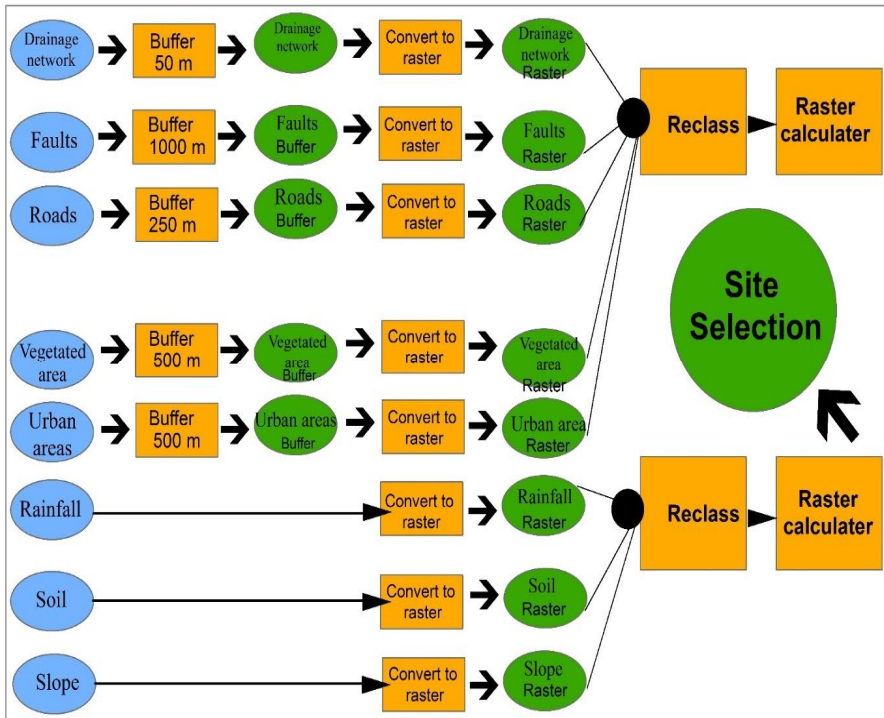 Drainage
network
Buffer
50 m
Drainage
network
Convert to
raster
Drainage
network
Raster
Reclass
Raster
calculater
Faults
Buffer
1000 m
Faults
Buffer
Convert to
raster
Faults
Raster
Roads
Buffer
250 m
Roads
Buffer
Convert to
raster
Roads
Raster
Site
Selection
Vegetated
area
Buffer
500 m
Vegetated
area
Buffer
Convert to
raster
Vegetated
area
Raster
Urban
areas
Buffer
500 m
Urban areas
Buffer
Convert to
raster
Urban area
Raster
Rainfall
Convert to
raster
Rainfall
Raster
Reclass
Raster
calculater
Soil
Convert to
raster
Soil
Raster
Slope
Convert to
raster
Slope
Raster